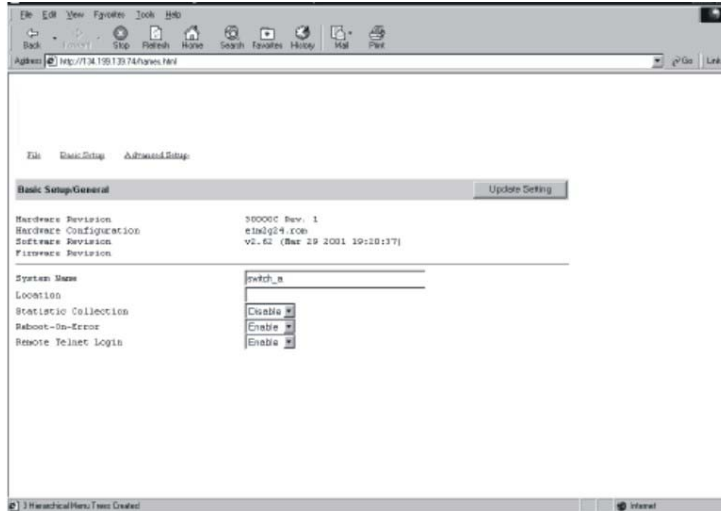 File Edit View Favorites Tools Help
Back Forward Stop Refresh Home Search Favorites History Mail Print
Address http://134.199.139.74/frames.html Go Link
File Basic Setup Advanced Setup
Basic Setup/General Update Setting
Hardware Revision 38000C Rev. 1
Hardware Configuration
Software Revision v2.62 (Mar 29 2001 19:28:37)
Firmware Revision
System Name switch_a
Location
Statistic Collection Disable
Reboot-On-Error Enable
Remote Telnet Login Enable
3 Hierarchical Menu Trees Created Internet